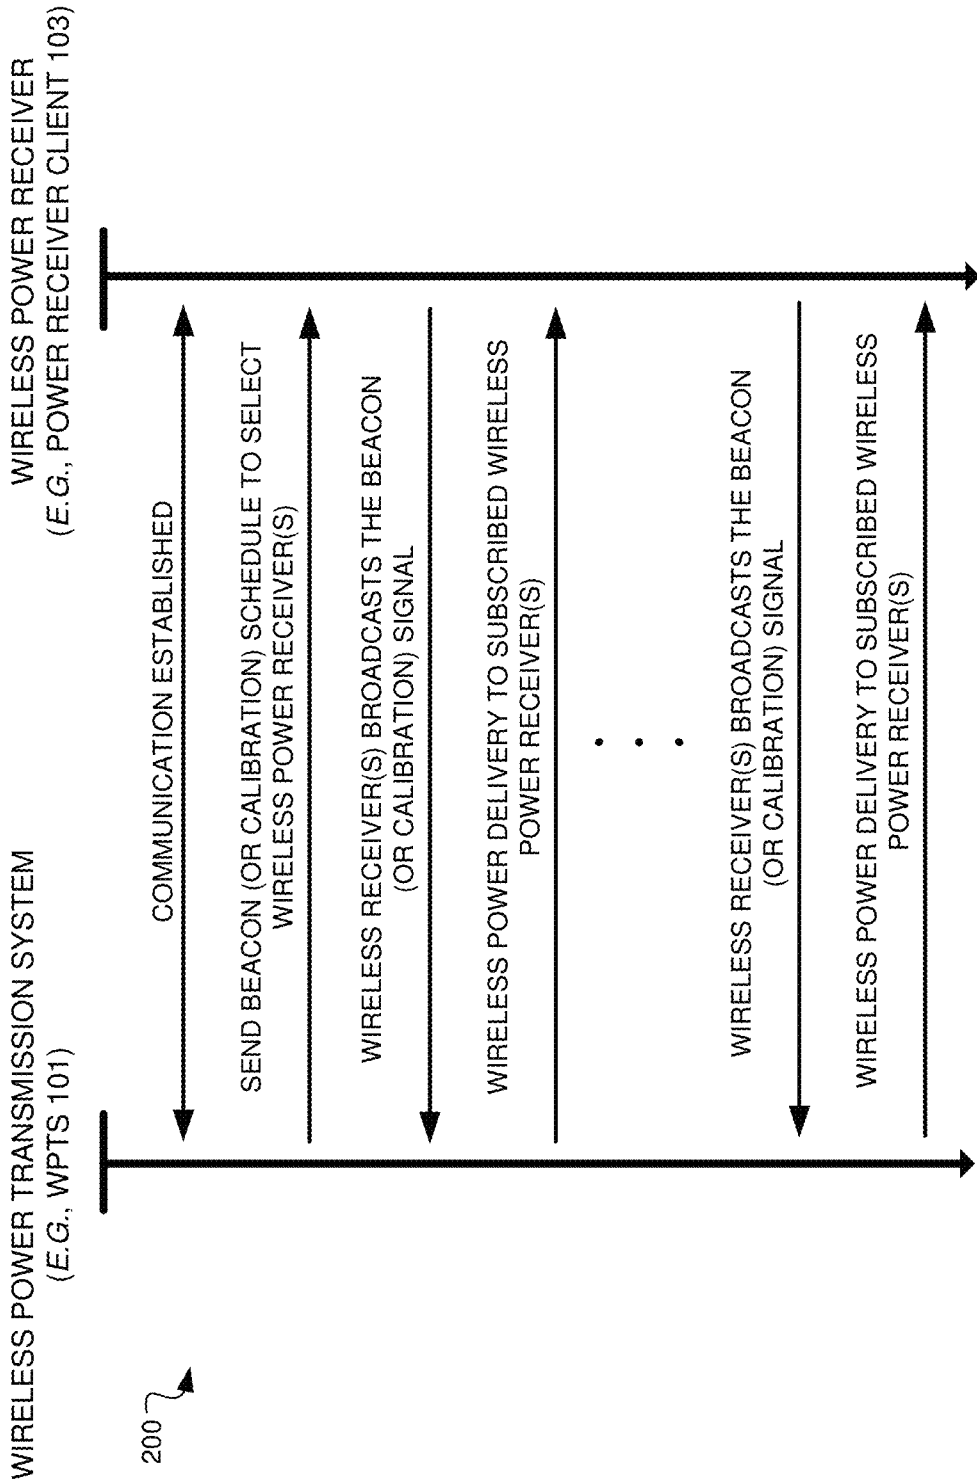 WIRELESS POWER TRANSMISSION SYSTEM
(E.G., WPTS 101)
WIRELESS POWER RECEIVER
(E.G., POWER RECEIVER CLIENT 103)
200
COMMUNICATION ESTABLISHED
SEND BEACON (OR CALIBRATION) SCHEDULE TO SELECT
WIRELESS POWER RECEIVER(S)
WIRELESS RECEIVER(S) BROADCASTS THE BEACON
(OR CALIBRATION) SIGNAL
WIRELESS POWER DELIVERY TO SUBSCRIBED WIRELESS
POWER RECEIVER(S)
• • •
WIRELESS RECEIVER(S) BROADCASTS THE BEACON
(OR CALIBRATION) SIGNAL
WIRELESS POWER DELIVERY TO SUBSCRIBED WIRELESS
POWER RECEIVER(S)